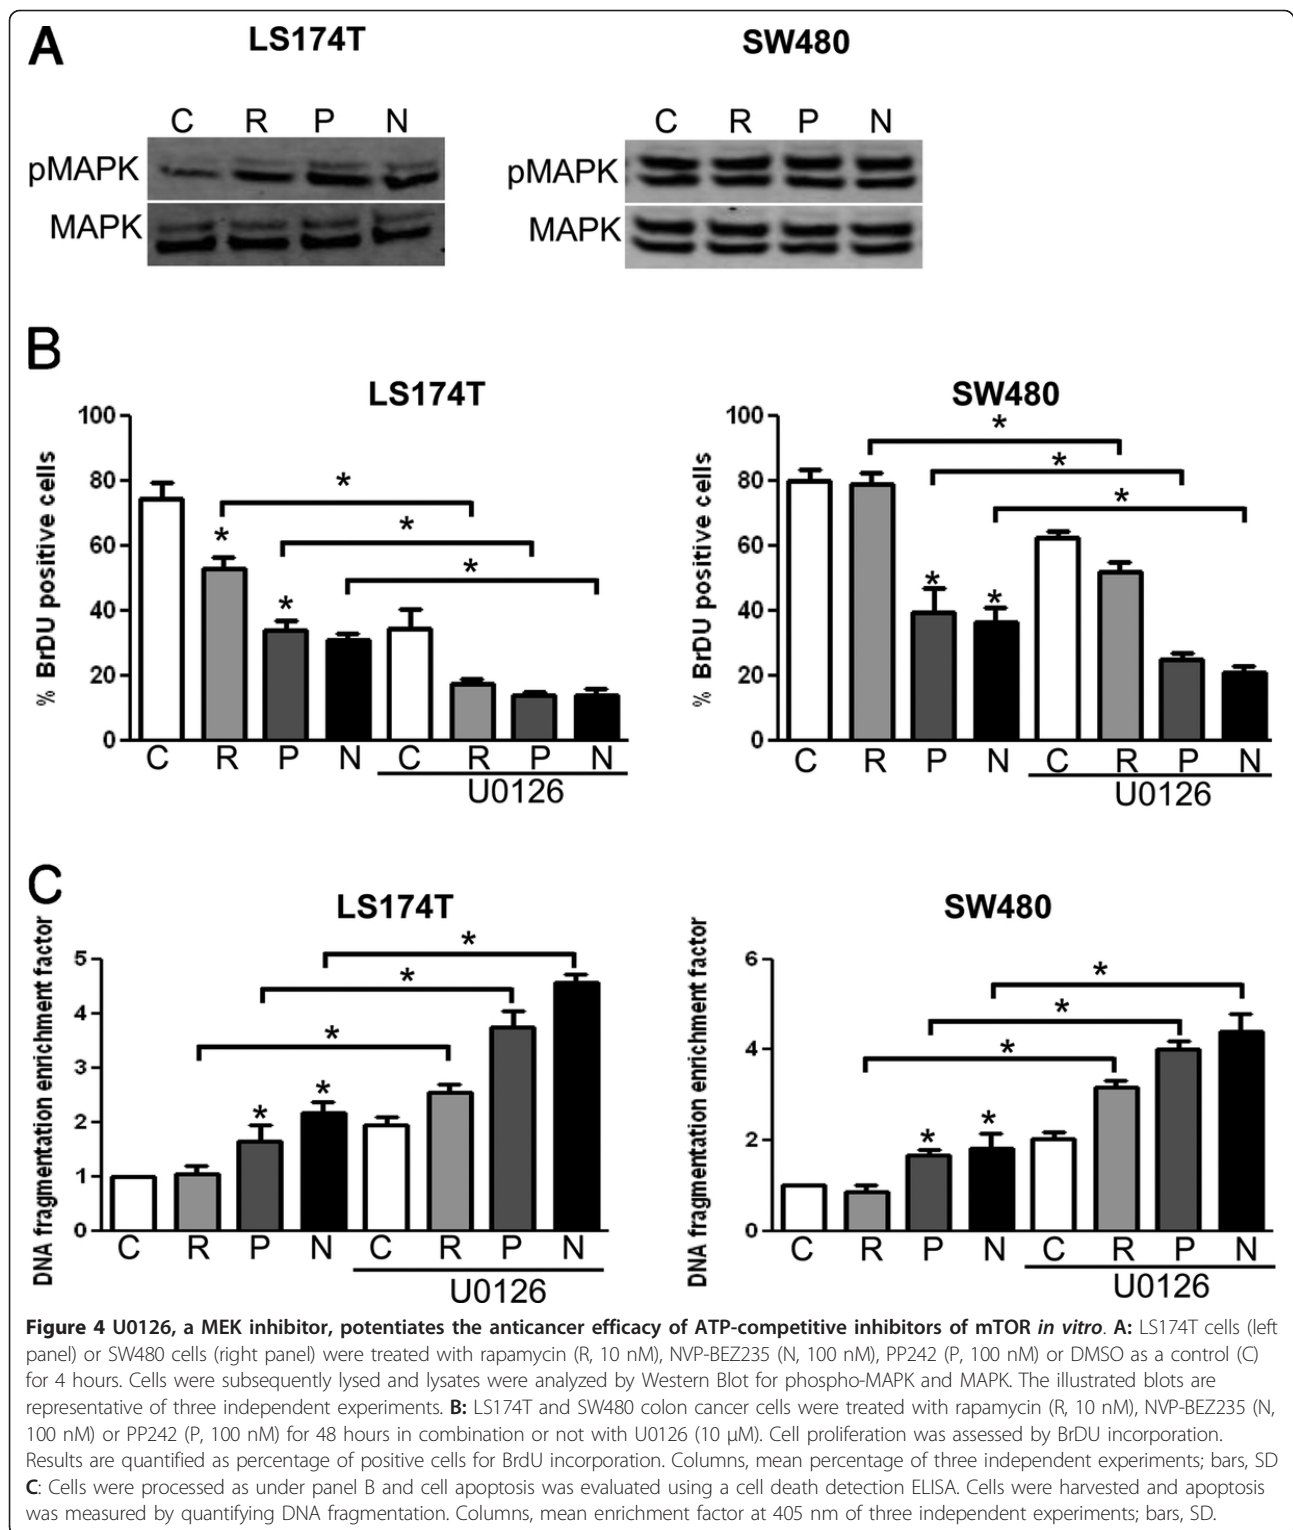 A
LS174T
SW480
C R P N
C R P N
pMAPK
pMAPK
MAPK
MAPK
B
LS174T
SW480
% BrDU positive cells
100
80
60
40
20
0
* * * * *
C R P N C R P N
U0126
% BrDU positive cells
100
80
60
40
20
0
* * * * *
C R P N C R P N
U0126
C
LS174T
SW480
DNA fragmentation enrichment factor
5
4
3
2
1
0
* * * * *
C R P N C R P N
U0126
DNA fragmentation enrichment factor
6
4
2
0
* * * * *
C R P N C R P N
U0126
Figure 4 U0126, a MEK inhibitor, potentiates the anticancer efficacy of ATP-competitive inhibitors of mTOR in vitro. A: LS174T cells (left
panel) or SW480 cells (right panel) were treated with rapamycin (R, 10 nM), NVP-BEZ235 (N, 100 nM), PP242 (P, 100 nM) or DMSO as a control (C)
for 4 hours. Cells were subsequently lysed and lysates were analyzed by Western Blot for phospho-MAPK and MAPK. The illustrated blots are
representative of three independent experiments. B: LS174T and SW480 colon cancer cells were treated with rapamycin (R, 10 nM), NVP-BEZ235 (N,
100 nM) or PP242 (P, 100 nM) for 48 hours in combination or not with U0126 (10 μM). Cell proliferation was assessed by BrDU incorporation.
Results are quantified as percentage of positive cells for BrdU incorporation. Columns, mean percentage of three independent experiments; bars, SD
C: Cells were processed as under panel B and cell apoptosis was evaluated using a cell death detection ELISA. Cells were harvested and apoptosis
was measured by quantifying DNA fragmentation. Columns, mean enrichment factor at 405 nm of three independent experiments; bars, SD.